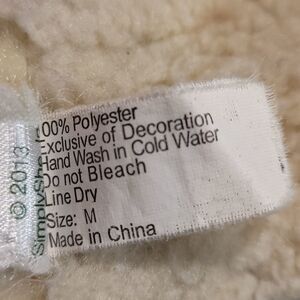 00% Polyester
Exclusive of Decoration
Hand Wash in Cold Water
Do not Bleach
Line Dry
Size: M
Made in China
© 2013